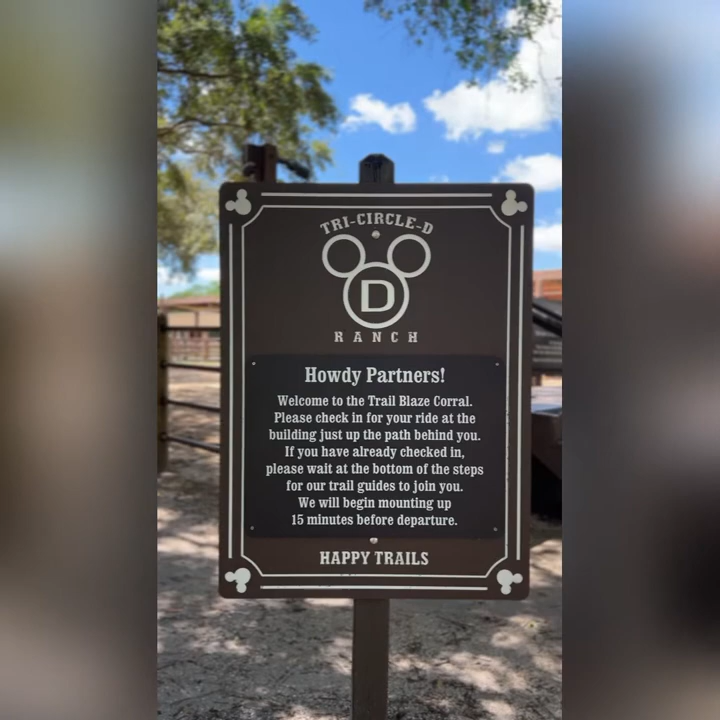 TRI-CIRCLE-D
D
RANCH
Howdy Partners!
Welcome to the Trail Blaze Corral.
Please check in for your ride at the
building just up the path behind you.
If you have already checked in,
please wait at the bottom of the steps
for our trail guides to join you.
We will begin mounting up
15 minutes before departure.
HAPPY TRAILS